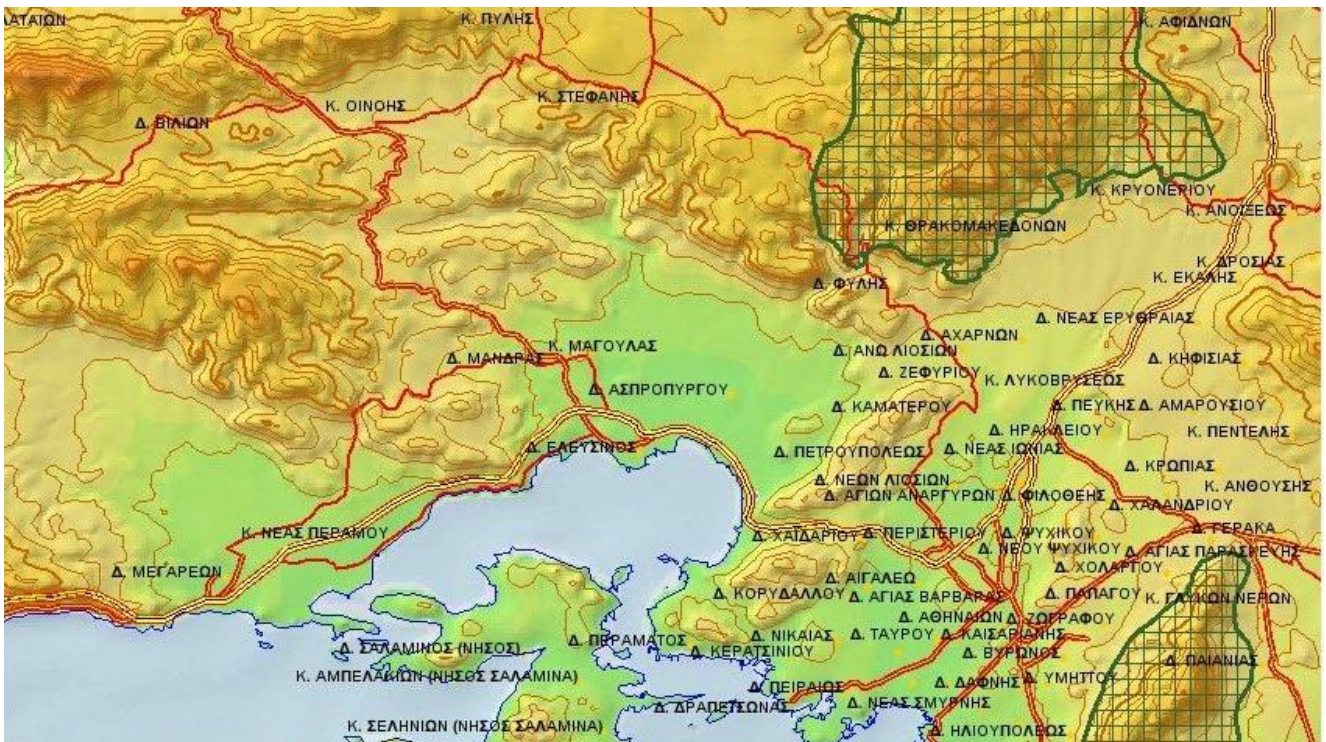 ΛΑΤΑΙΩΝ
Κ. ΠΥΛΗΣ
Κ. ΑΦΙΔΝΩΝ
Κ. ΣΤΕΦΑΝΗΣ
Κ. ΟΙΝΟΗΣ
Δ. ΒΙΛΙΩΝ
Κ. ΚΡΥΟΝΕΡΙΟΥ
Κ. ΑΝΟΙΞΕΩΣ
Κ. ΘΡΑΚΟΜΑΚΕΔΟΝΩΝ
Κ. ΔΡΟΣΙΑΣ
Κ. ΕΚΑΛΗΣ
Δ. ΦΥΛΗΣ
Δ. ΝΕΑΣ ΕΡΥΘΡΑΙΑΣ
Δ. ΑΧΑΡΝΩΝ
Κ. ΜΑΓΟΥΛΑΣ
Δ. ΑΝΩ ΛΙΟΣΙΩΝ
Δ. ΜΑΝΔΡΑΣ
Δ. ΚΗΦΙΣΙΑΣ
Δ. ΖΕΦΥΡΙΟΥ
Κ. ΛΥΚΟΒΡΥΣΕΩΣ
Δ. ΑΣΠΡΟΠΥΡΓΟΥ
Δ. ΚΑΜΑΤΕΡΟΥ
Δ. ΠΕΥΚΗΣ
Δ. ΑΜΑΡΟΥΣΙΟΥ
Δ. ΗΡΑΚΛΕΙΟΥ
Κ. ΠΕΝΤΕΛΗΣ
Δ. ΕΛΕΥΣΙΝΟΣ
Δ. ΠΕΤΡΟΥΠΟΛΕΩΣ
Δ. ΝΕΑΣ ΙΩΝΙΑΣ
Δ. ΚΡΩΠΙΑΣ
Δ. ΝΕΩΝ ΛΙΟΣΙΩΝ
Κ. ΑΝΘΟΥΣΗΣ
Δ. ΑΓΙΩΝ ΑΝΑΡΓΥΡΩΝ
Δ. ΦΙΛΟΘΕΗΣ
Δ. ΧΑΛΑΝΔΡΙΟΥ
Δ. ΓΕΡΑΚΑ
Κ. ΝΕΑΣ ΠΕΡΑΜΟΥ
Δ. ΧΑΪΔΑΡΙΟΥ
Δ. ΠΕΡΙΣΤΕΡΙΟΥ
Δ. ΨΥΧΙΚΟΥ
Δ. ΝΕΟΥ ΨΥΧΙΚΟΥ
Δ. ΑΓΙΑΣ ΠΑΡΑΣΚΕΥΗΣ
Δ. ΧΟΛΑΡΓΟΥ
Δ. ΜΕΓΑΡΕΩΝ
Δ. ΑΙΓΑΛΕΩ
Δ. ΚΟΡΥΔΑΛΛΟΥ
Δ. ΑΓΙΑΣ ΒΑΡΒΑΡΑΣ
Δ. ΠΑΠΑΓΟΥ
Κ. ΓΛΥΚΩΝ ΝΕΡΩΝ
Δ. ΑΘΗΝΑΙΩΝ
Δ. ΖΩΓΡΑΦΟΥ
Δ. ΠΕΡΑΜΑΤΟΣ
Δ. ΝΙΚΑΙΑΣ
Δ. ΤΑΥΡΟΥ
Δ. ΚΑΙΣΑΡΙΑΝΗΣ
Δ. ΣΑΛΑΜΙΝΟΣ (ΝΗΣΟΣ)
Δ. ΚΕΡΑΤΣΙΝΙΟΥ
Δ. ΒΥΡΩΝΟΣ
Δ. ΠΑΙΑΝΙΑΣ
Κ. ΑΜΠΕΛΑΚΙΩΝ (ΝΗΣΟΣ ΣΑΛΑΜΙΝΑ)
Δ. ΠΕΙΡΑΙΩΣ
Δ. ΔΑΦΝΗΣ
Δ. ΥΜΗΤΤΟΥ
Δ. ΔΡΑΠΕΤΣΩΝΑΣ
Δ. ΝΕΑΣ ΣΜΥΡΝΗΣ
Κ. ΣΕΛΗΝΙΩΝ (ΝΗΣΟΣ ΣΑΛΑΜΙΝΑ)
Δ. ΗΛΙΟΥΠΟΛΕΩΣ